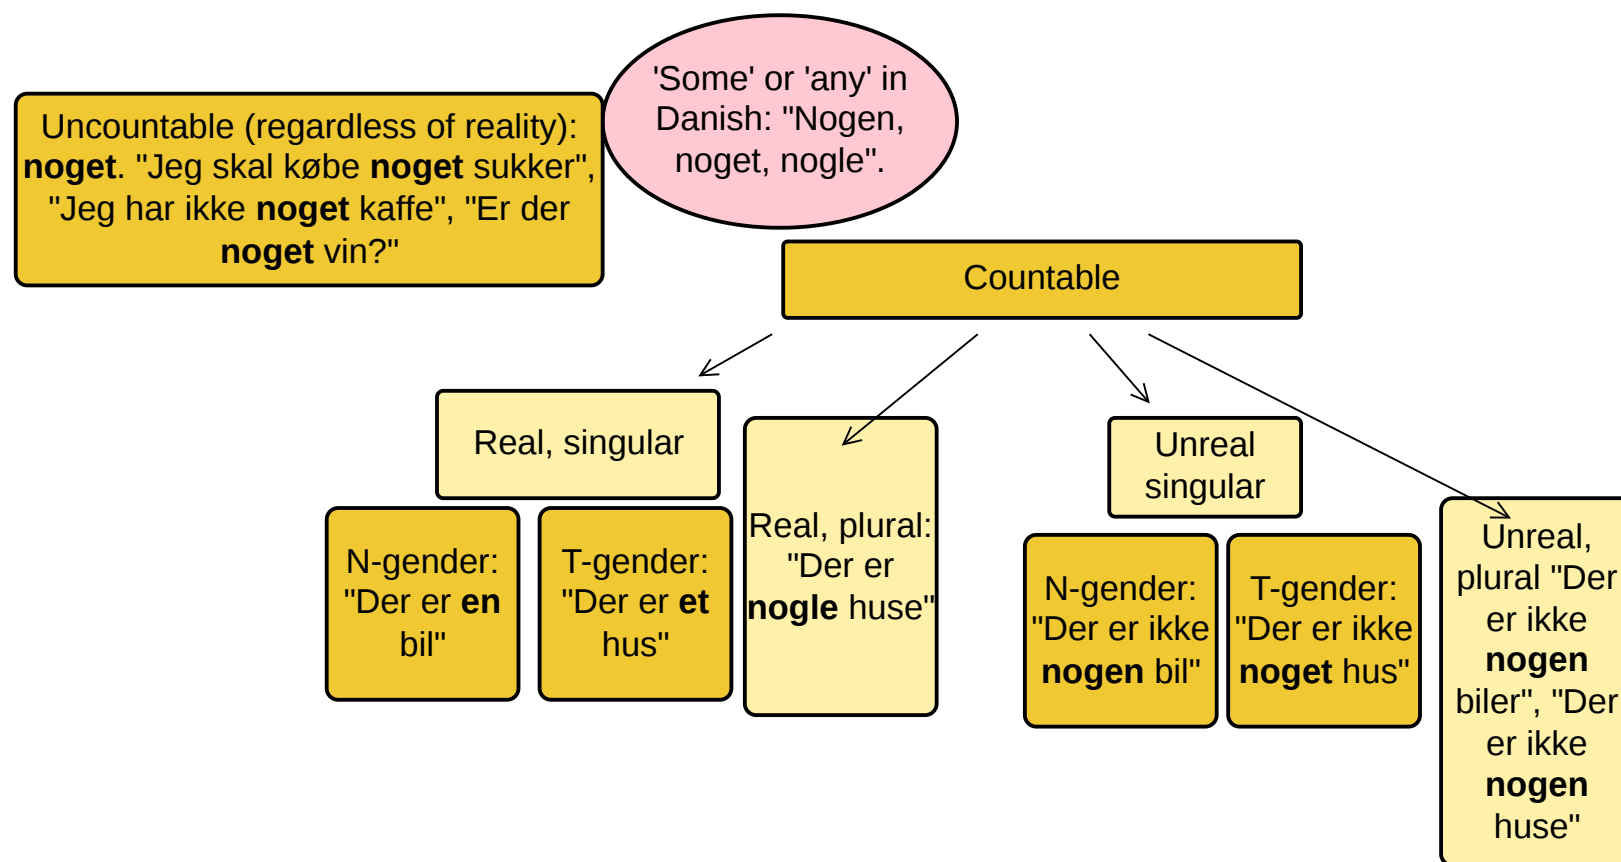 'Some' or 'any' in
Danish: "Nogen,
noget, nogle".
Uncountable (regardless of reality):
noget. "Jeg skal købe noget sukker",
"Jeg har ikke noget kaffe", "Er der
noget vin?"
Countable
Real, singular
N-gender:
"Der er en
bil"
T-gender:
"Der er et
hus"
Real, plural:
"Der er
nogle huse"
Unreal
singular
N-gender:
"Der er ikke
nogen bil"
T-gender:
"Der er ikke
noget hus"
Unreal,
plural "Der
er ikke
nogen
biler", "Der
er ikke
nogen
huse"